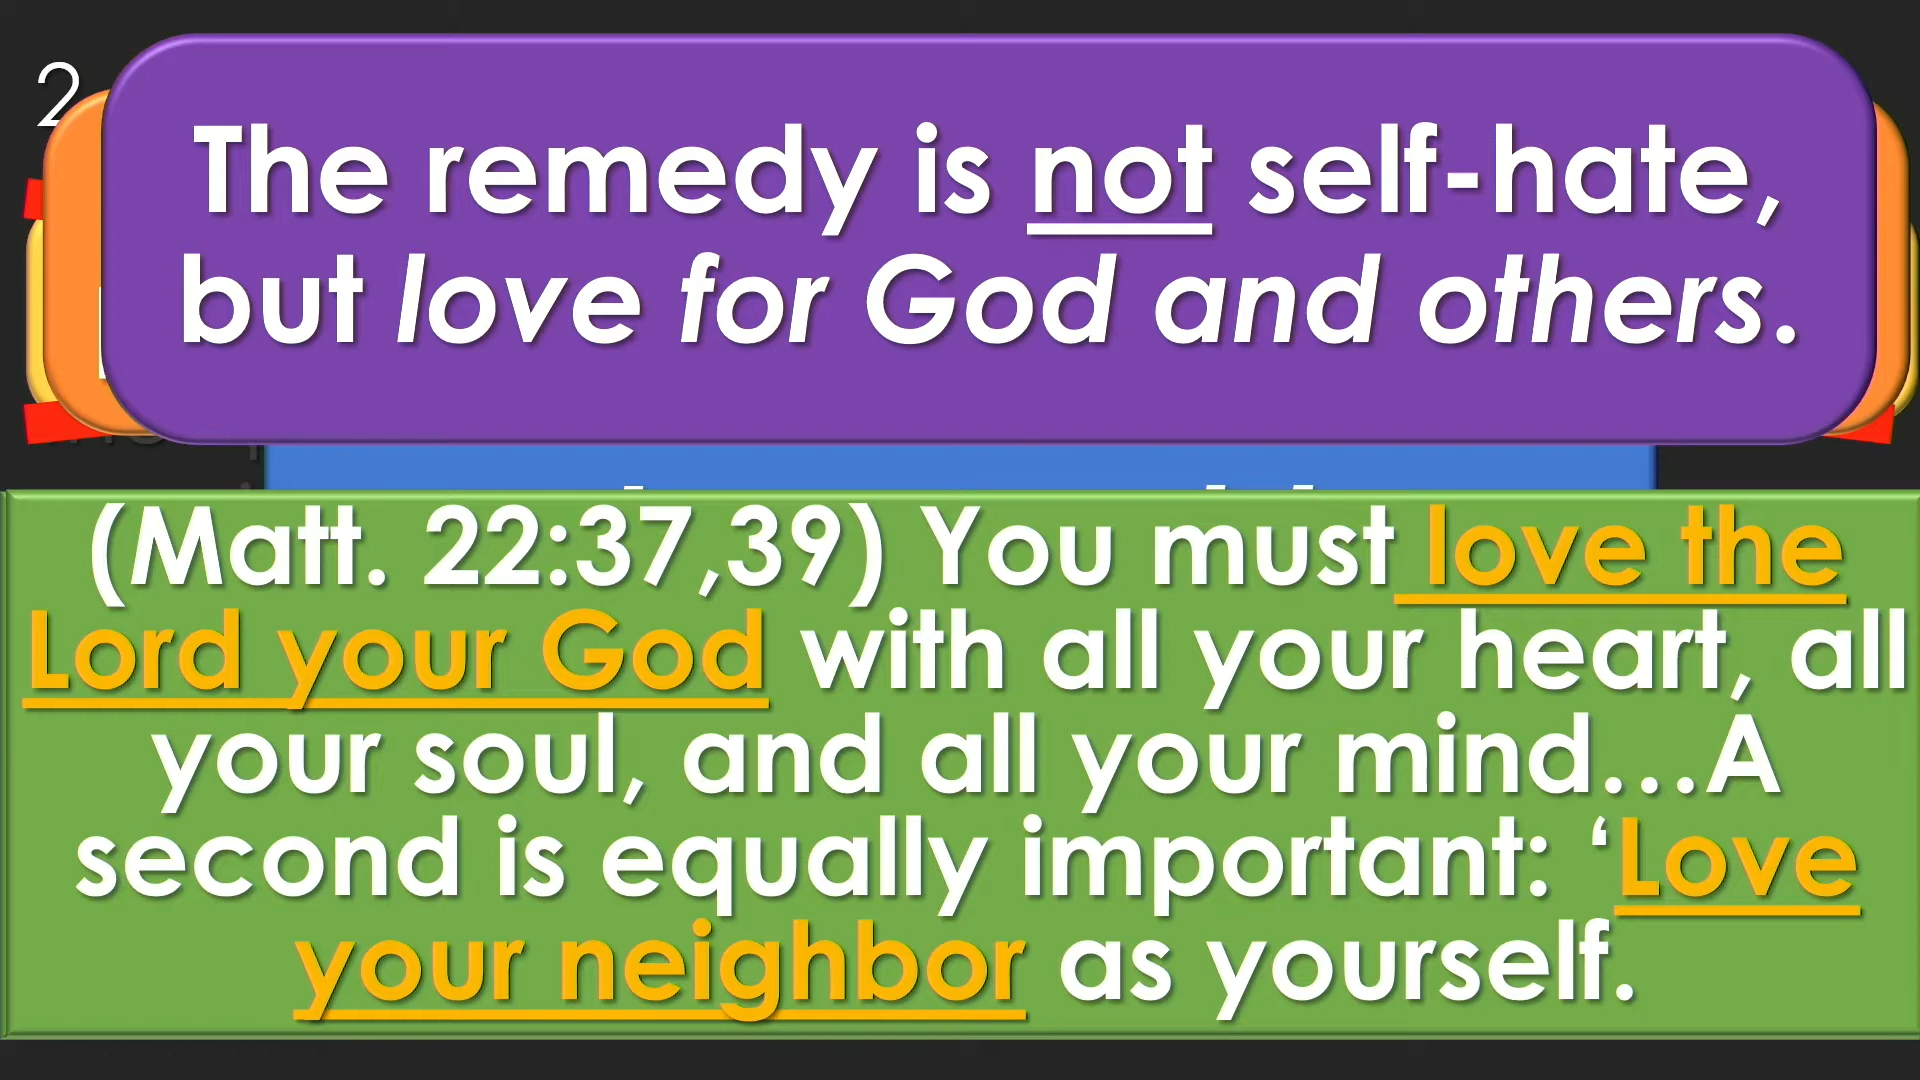 2
The remedy is not self-hate,
but love for God and others.
(Matt. 22:37,39) You must love the
Lord your God with all your heart, all
your soul, and all your mind…A
second is equally important: ‘Love
your neighbor as yourself.